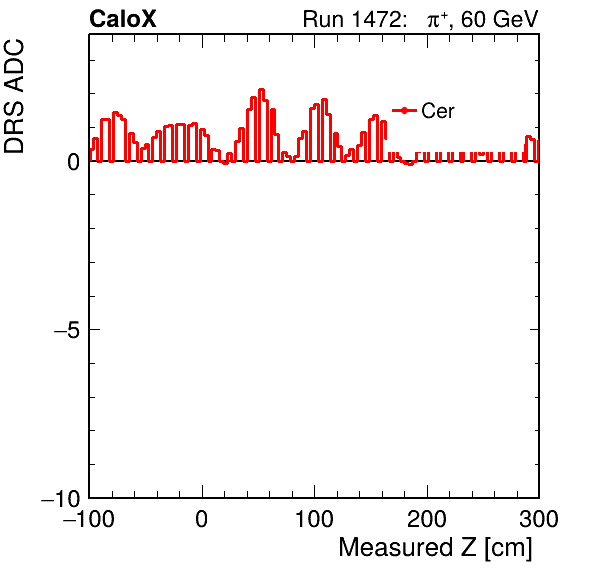 CaloX Run 1472: π⁺, 60 GeV
DRS ADC
Cer
0
−5
−10
−100 0 100 200 300
Measured Z [cm]